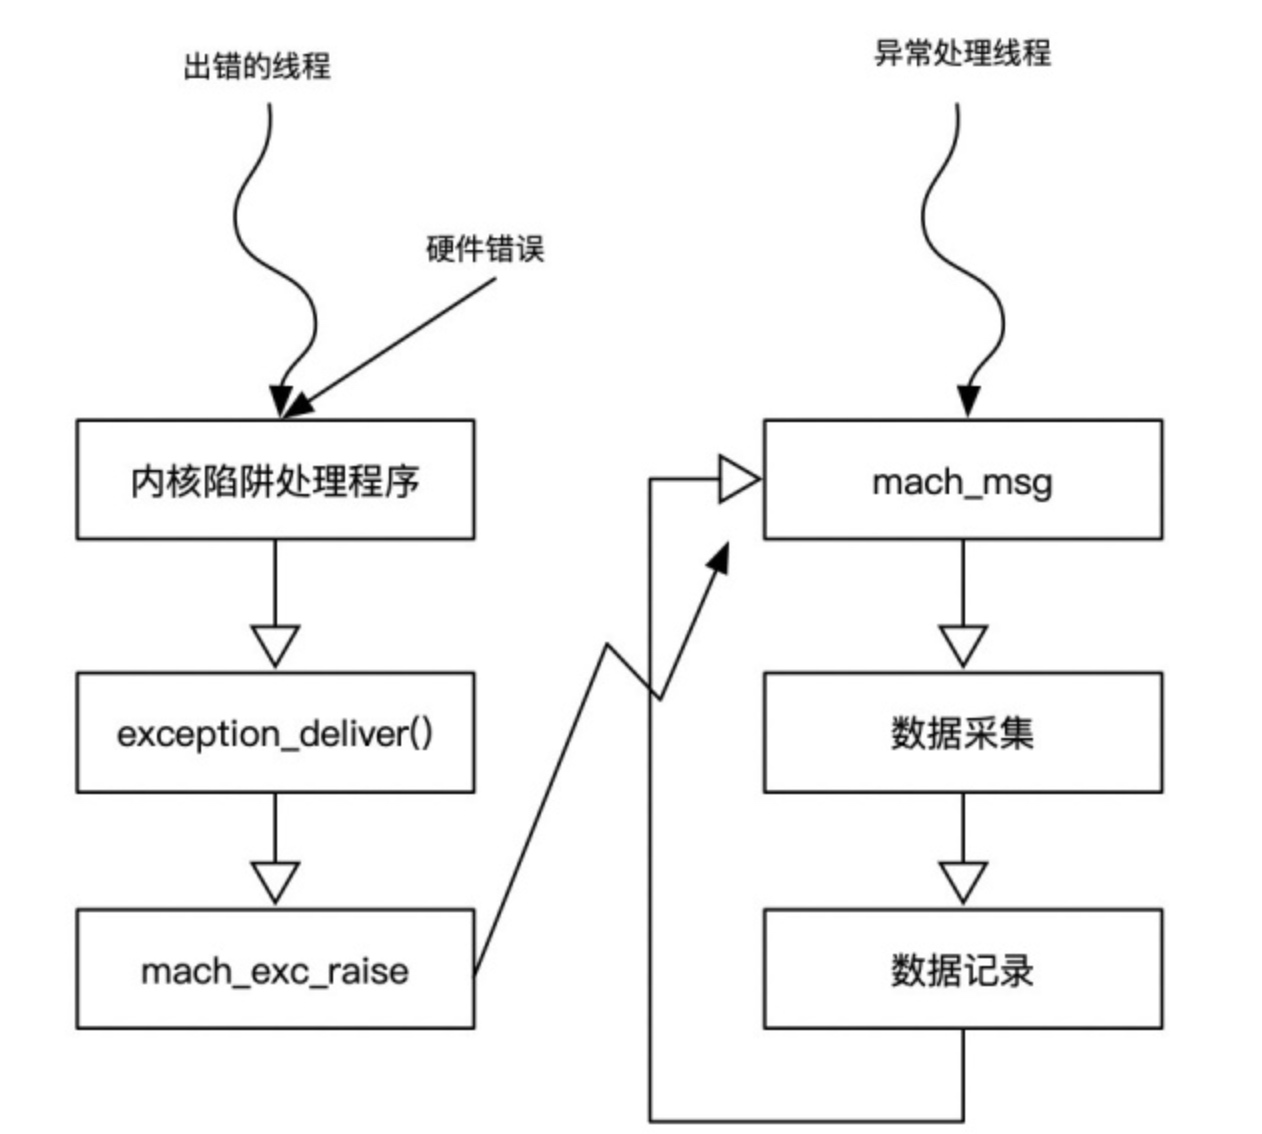 出错的线程
异常处理线程
硬件错误
内核陷阱处理程序
mach_msg
exception_deliver()
数据采集
mach_exc_raise
数据记录